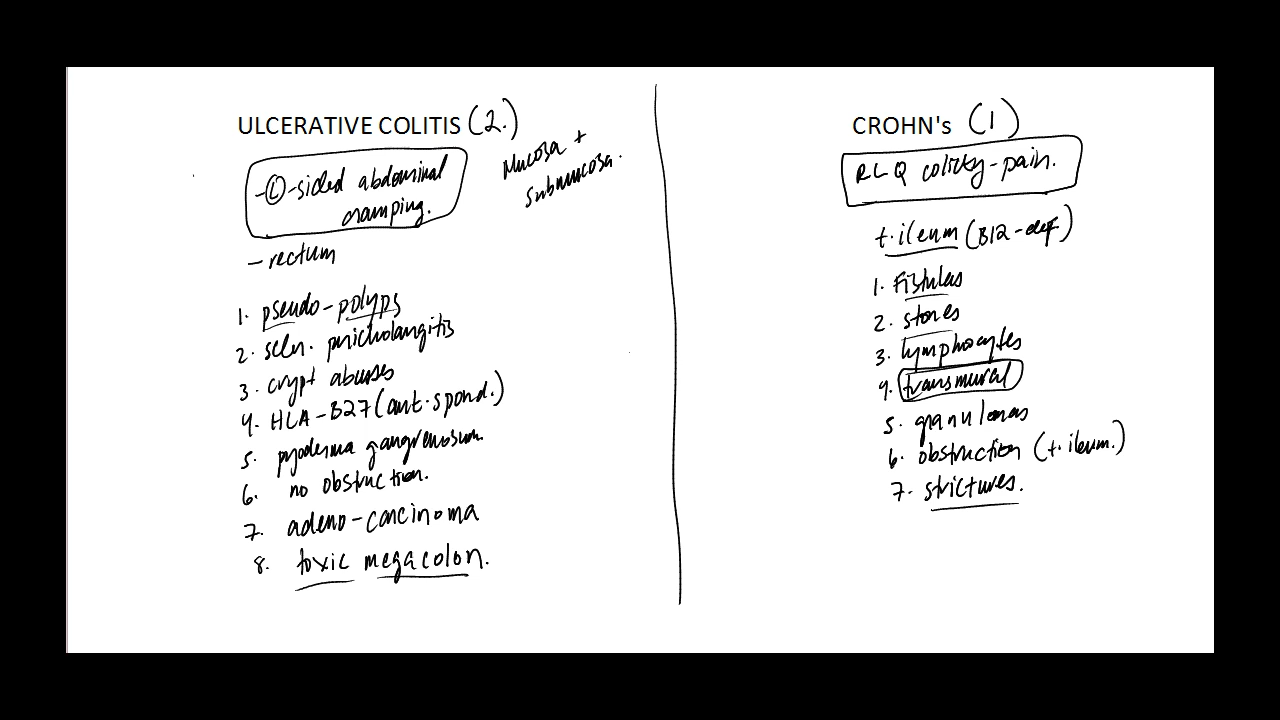 ULCERATIVE COLITIS (2.)
- L-sided abdominal
cramping.
Mucosa +
submucosa.
- rectum
1. pseudo-polyps
2. scler. pericholangitis
3. crypt abscesses
4. HLA-B27 (ant. spond.)
5. pyoderma gangrenosum.
6. no obstruction.
7. adeno-carcinoma
8. toxic megacolon.
CROHN's (1)
RLQ colicky-pain.
t. ileum (B12-def)
1. Fistulas
2. stones
3. lymphocytes
4. transmural
5. granulomas
6. obstruction (t. ileum.)
7. strictures.